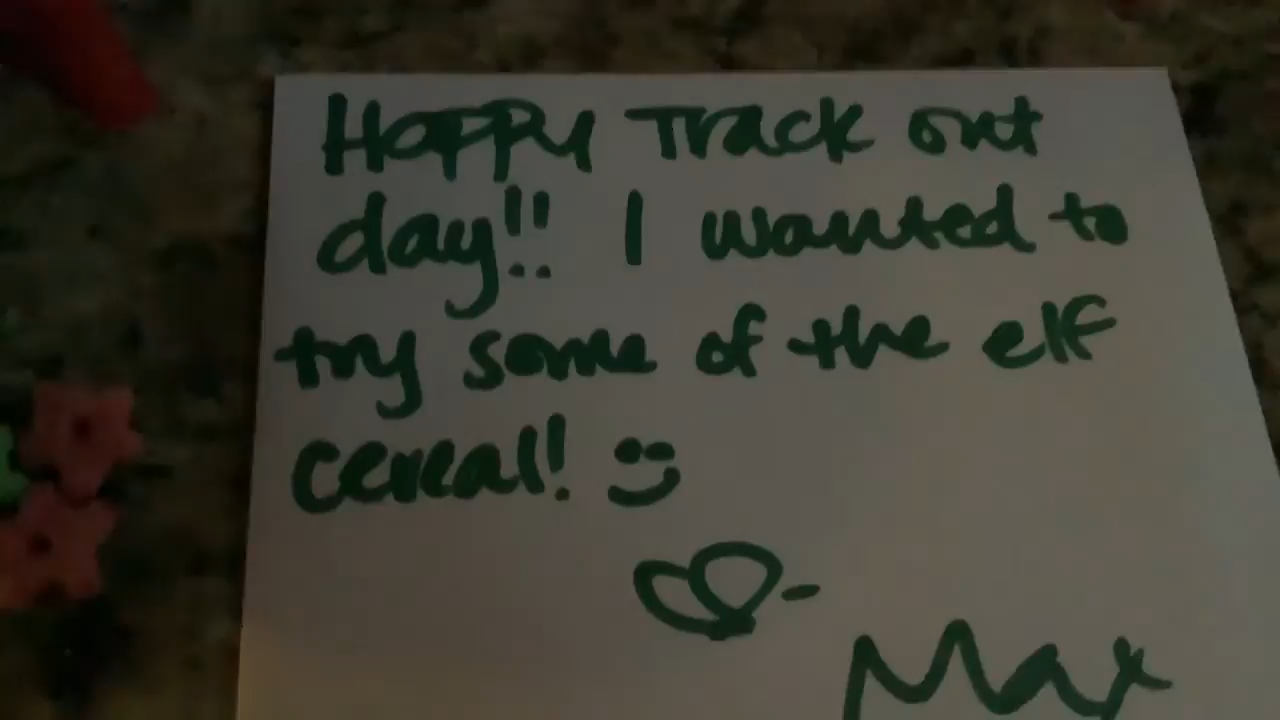 Happy Track out
day!! I wanted to
try some of the elf
cereal! :)
♡-
Max